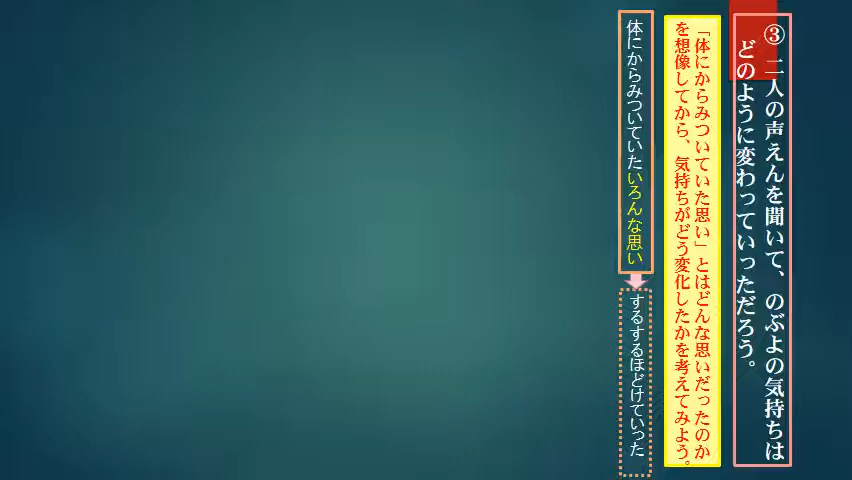 ③ 二人の声えんを聞いて、のぶよの気持ちは
どのように変わっていっただろう。
「体にからみついていた思い」とはどんな思いだったのか
を想像してから、気持ちがどう変化したかを考えてみよう。
体にからみついていたいろんな思い
するするほどけていった